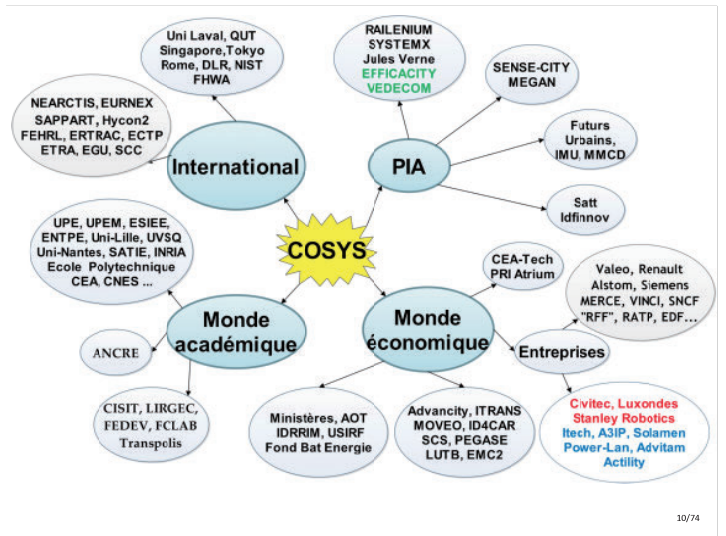 Uni Laval, QUT
Singapore,Tokyo
Rome, DLR, NIST
FHWA
NEARCTIS, EURNEX
SAPPART, Hycon2
FEHRL, ERTRAC, ECTP
ETRA, EGU, SCC
International
RAILENIUM
SYSTEMX
Jules Verne
EFFICACITY
VEDECOM
SENSE-CITY
MEGAN
Futurs
Urbains,
IMU, MMCD
Satt
Idfinnov
PIA
COSYS
UPE, UPEM, ESIEE,
ENTPE, Uni-Lille, UVSQ
Uni-Nantes, SATIE, INRIA
Ecole Polytechnique
CEA, CNES ...
Monde
académique
ANCRE
CISIT, LIRGEC,
FEDEV, FCLAB
Transpolis
Monde
économique
CEA-Tech
PRI Atrium
Valeo, Renault
Alstom, Siemens
MERCE, VINCI, SNCF
"RFF", RATP, EDF...
Entreprises
Ministères, AOT
IDRRIM, USIRF
Fond Bat Energie
Advancity, ITRANS
MOVEO, ID4CAR
SCS, PEGASE
LUTB, EMC2
Civitec, Luxondes
Stanley Robotics
Itech, A3IP, Solamen
Power-Lan, Advitam
Actility
10/74